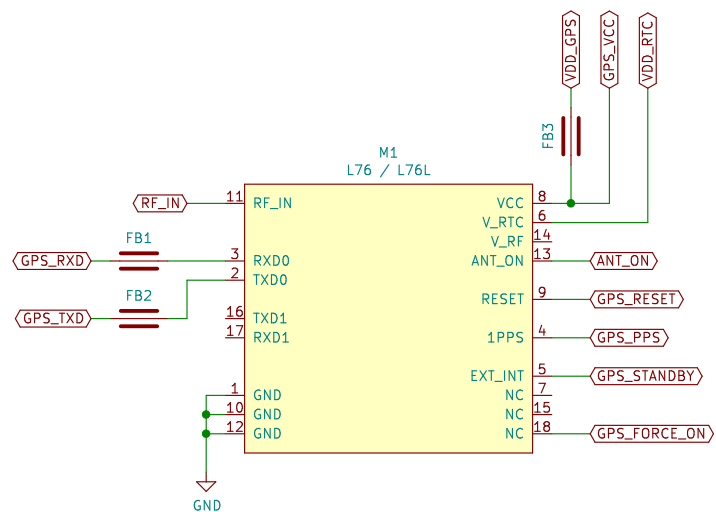 VDD_GPS
GPS_VCC
VDD_RTC
FB3
M1
L76 / L76L
RF_IN 11 RF_IN VCC 8
V_RTC 6
V_RF 14
FB1
GPS_RXD 3 RXD0 ANT_ON 13 ANT_ON
2 TXD0
FB2
RESET 9 GPS_RESET
GPS_TXD 16 TXD1
17 RXD1 1PPS 4 GPS_PPS
EXT_INT 5 GPS_STANDBY
1 GND NC 7
10 GND NC 15
12 GND NC 18 GPS_FORCE_ON
GND